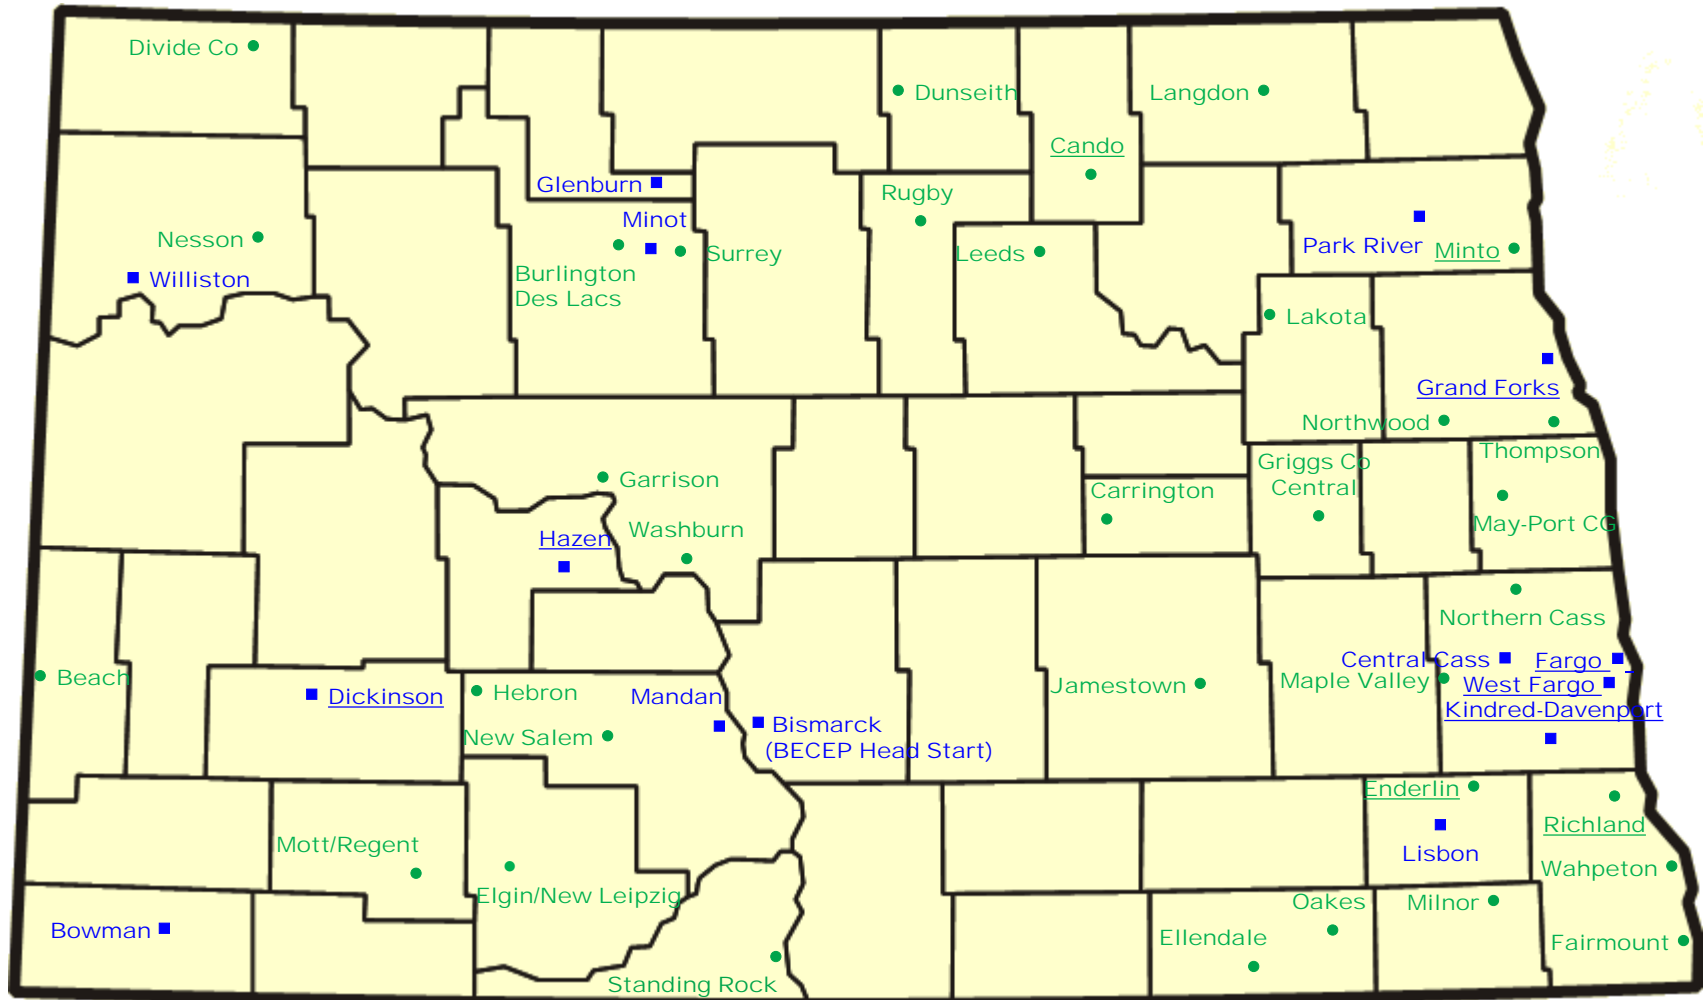 Divide Co
Dunseith
Langdon
Cando
Glenburn
Rugby
Minot
Park River
Minto
Nesson
Surrey
Leeds
Williston
Burlington
Des Lacs
Lakota
Grand Forks
Northwood
Thompson
Griggs Co
Central
Garrison
Carrington
May-Port CG
Washburn
Hazen
Northern Cass
Central Cass
Fargo
Beach
Maple Valley
West Fargo
Jamestown
Dickinson
Hebron
Mandan
Kindred-Davenport
Bismarck
(BECEP Head Start)
New Salem
Enderlin
Richland
Mott/Regent
Lisbon
Wahpeton
Elgin/New Leipzig
Oakes
Milnor
Bowman
Ellendale
Fairmount
Standing Rock